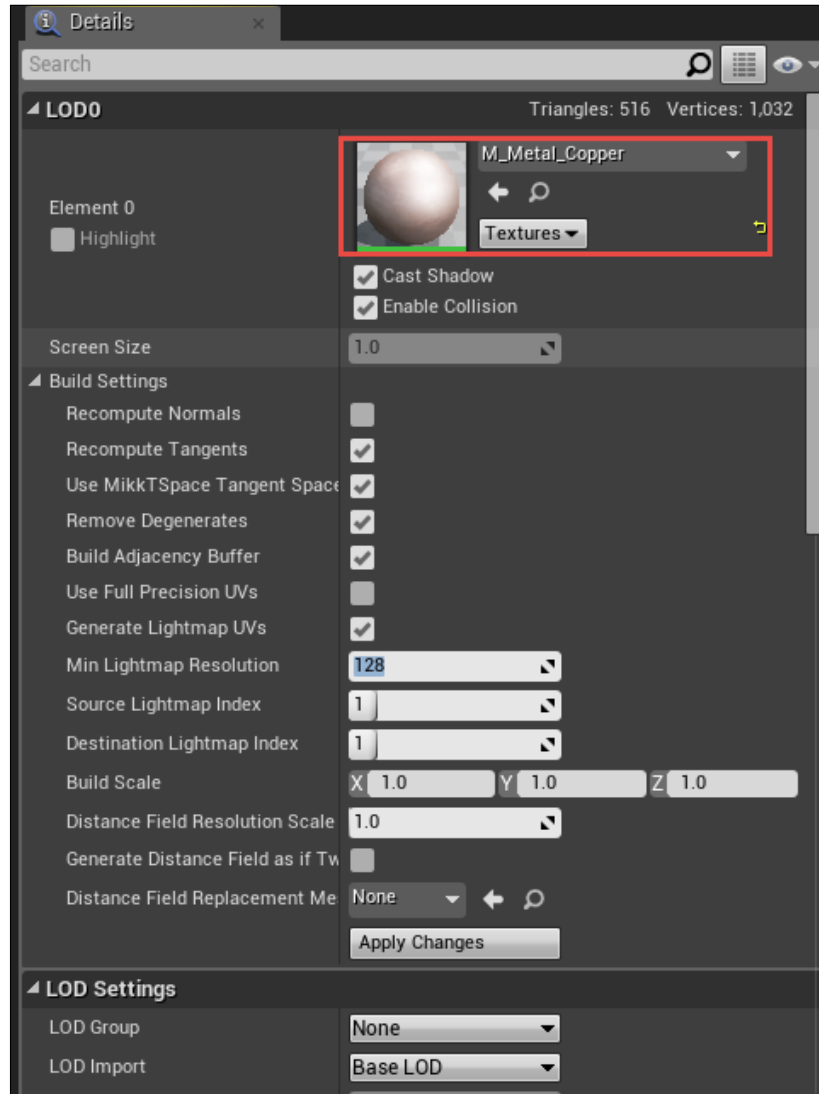 Details
Search
LOD0 Triangles: 516 Vertices: 1,032
M_Metal_Copper
Element 0
Highlight
Textures
Cast Shadow
Enable Collision
Screen Size 1.0
Build Settings
Recompute Normals
Recompute Tangents
Use MikkTSpace Tangent Space
Remove Degenerates
Build Adjacency Buffer
Use Full Precision UVs
Generate Lightmap UVs
Min Lightmap Resolution 128
Source Lightmap Index 1
Destination Lightmap Index 1
Build Scale X 1.0 Y 1.0 Z 1.0
Distance Field Resolution Scale 1.0
Generate Distance Field as if Tw
Distance Field Replacement Me None
Apply Changes
LOD Settings
LOD Group None
LOD Import Base LOD